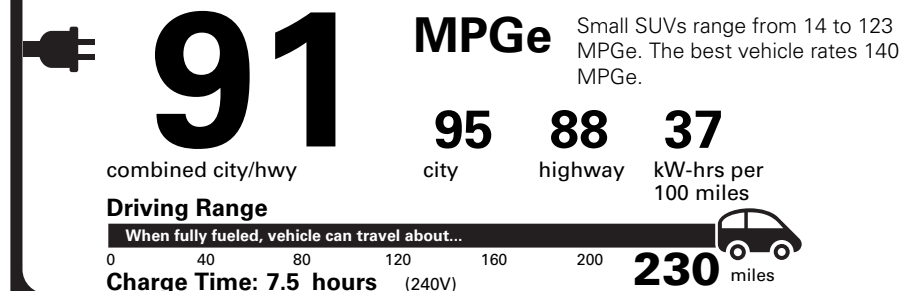 91
MPGe
Small SUVs range from 14 to 123
MPGe. The best vehicle rates 140
MPGe.
combined city/hwy
95
city
88
highway
37
kW-hrs per
100 miles
Driving Range
When fully fueled, vehicle can travel about...
0 40 80 120 160 200 230 miles
Charge Time: 7.5 hours (240V)